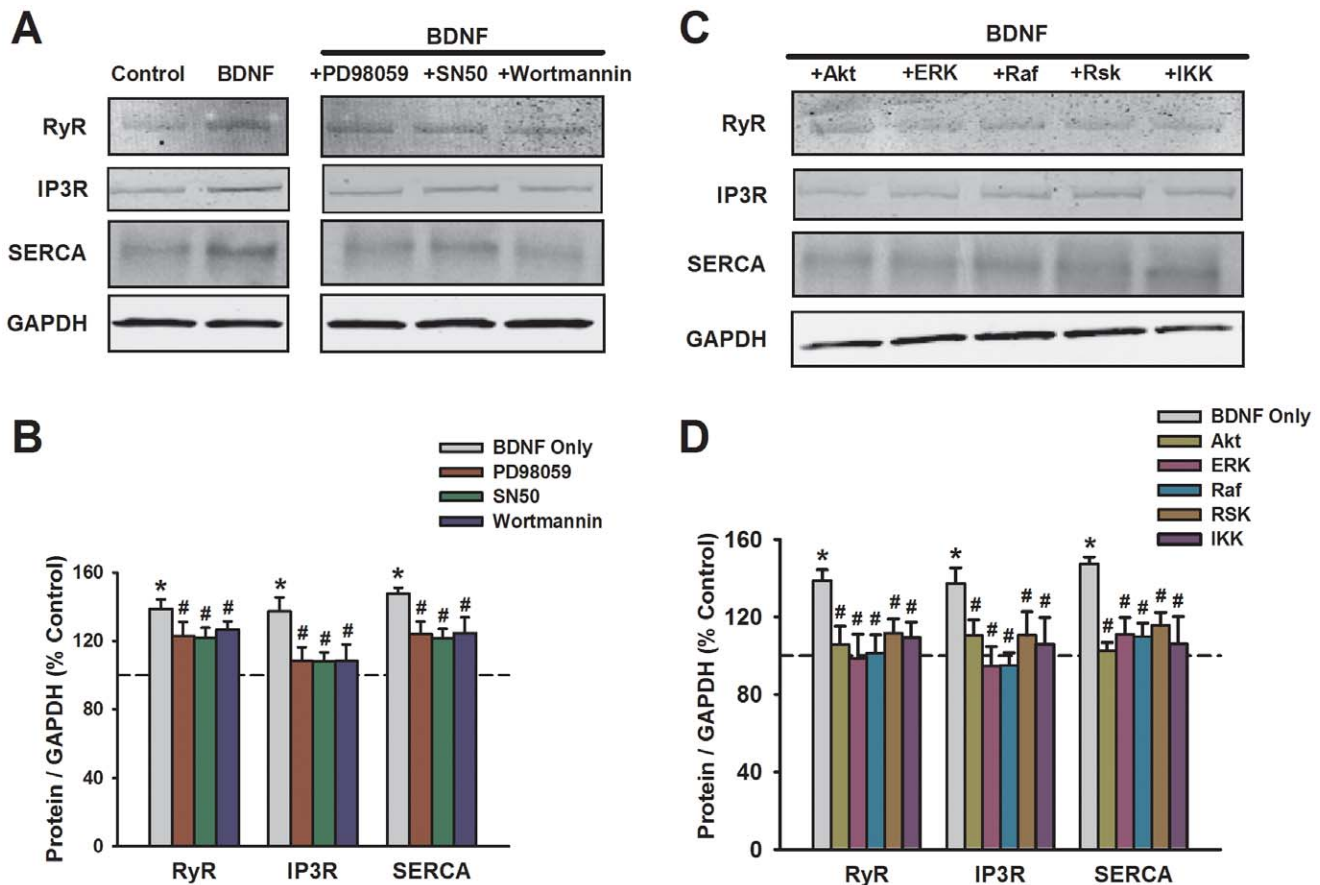 A
BDNF
Control BDNF +PD98059 +SN50 +Wortmannin
RyR
IP3R
SERCA
GAPDH
C
BDNF
+Akt +ERK +Raf +Rsk +IKK
RyR
IP3R
SERCA
GAPDH
B
BDNF Only
PD98059
SN50
Wortmannin
Protein / GAPDH (% Control)
160
120
80
40
0
* # # #
* # # #
* # # #
RyR IP3R SERCA
D
BDNF Only
Akt
ERK
Raf
RSK
IKK
Protein / GAPDH (% Control)
160
120
80
40
0
* # # # # #
* # # # # #
* # # # # #
RyR IP3R SERCA